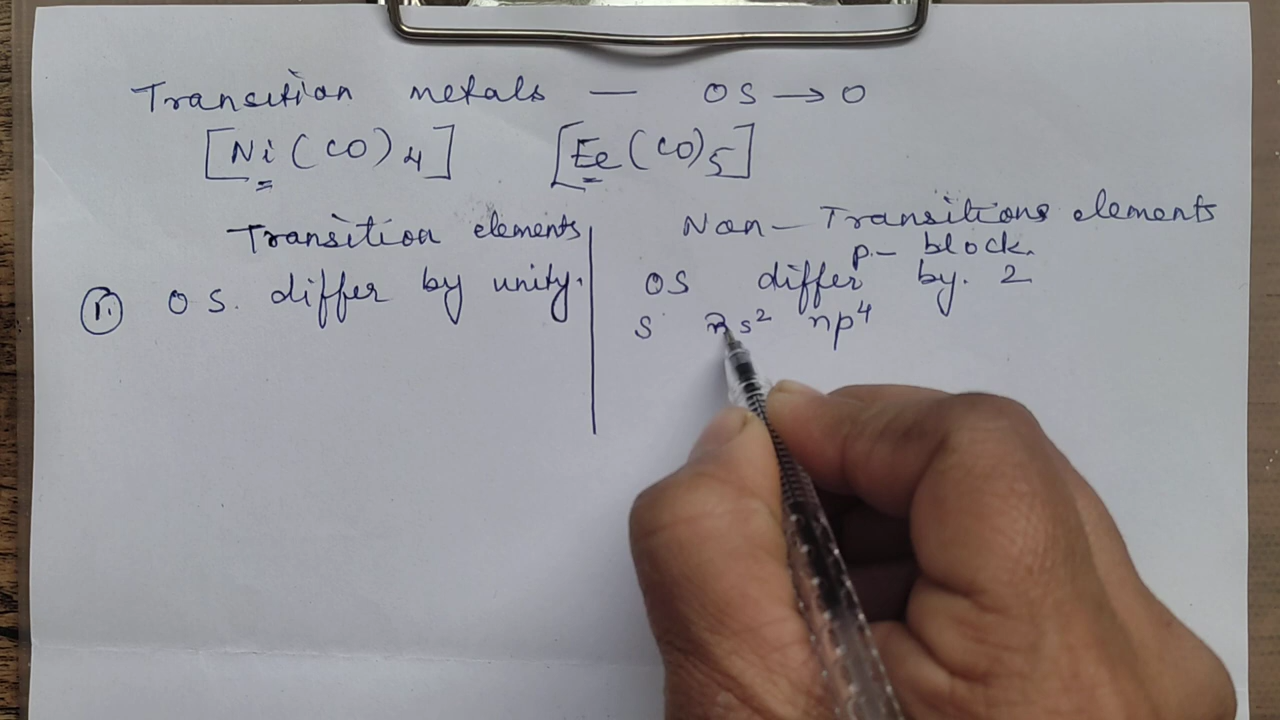 Transition metals — OS → 0
[Ni(CO)4] [Fe(CO)5]
Transition elements
Non-Transitions elements
p-block.
① OS. differ by unity.
OS differ by. 2
S ns² np⁴